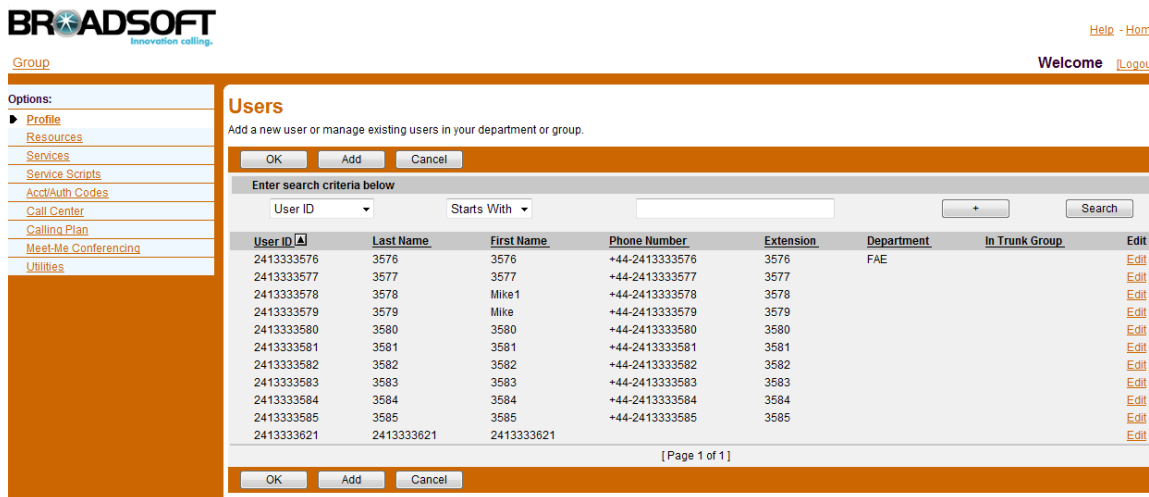 BROADSOFT
Innovation calling.
Help - Hom
Group
Welcome [Logou
Options:
Profile
Resources
Services
Service Scripts
Acct/Auth Codes
Call Center
Calling Plan
Meet-Me Conferencing
Utilities
Users
Add a new user or manage existing users in your department or group.
OK Add Cancel
Enter search criteria below
User ID Starts With + Search
User ID Last Name First Name Phone Number Extension Department In Trunk Group Edit
2413333576 3576 3576 +44-2413333576 3576 FAE Edit
2413333577 3577 3577 +44-2413333577 3577 Edit
2413333578 3578 Mike1 +44-2413333578 3578 Edit
2413333579 3579 Mike +44-2413333579 3579 Edit
2413333580 3580 3580 +44-2413333580 3580 Edit
2413333581 3581 3581 +44-2413333581 3581 Edit
2413333582 3582 3582 +44-2413333582 3582 Edit
2413333583 3583 3583 +44-2413333583 3583 Edit
2413333584 3584 3584 +44-2413333584 3584 Edit
2413333585 3585 3585 +44-2413333585 3585 Edit
2413333621 2413333621 2413333621 Edit
[ Page 1 of 1 ]
OK Add Cancel